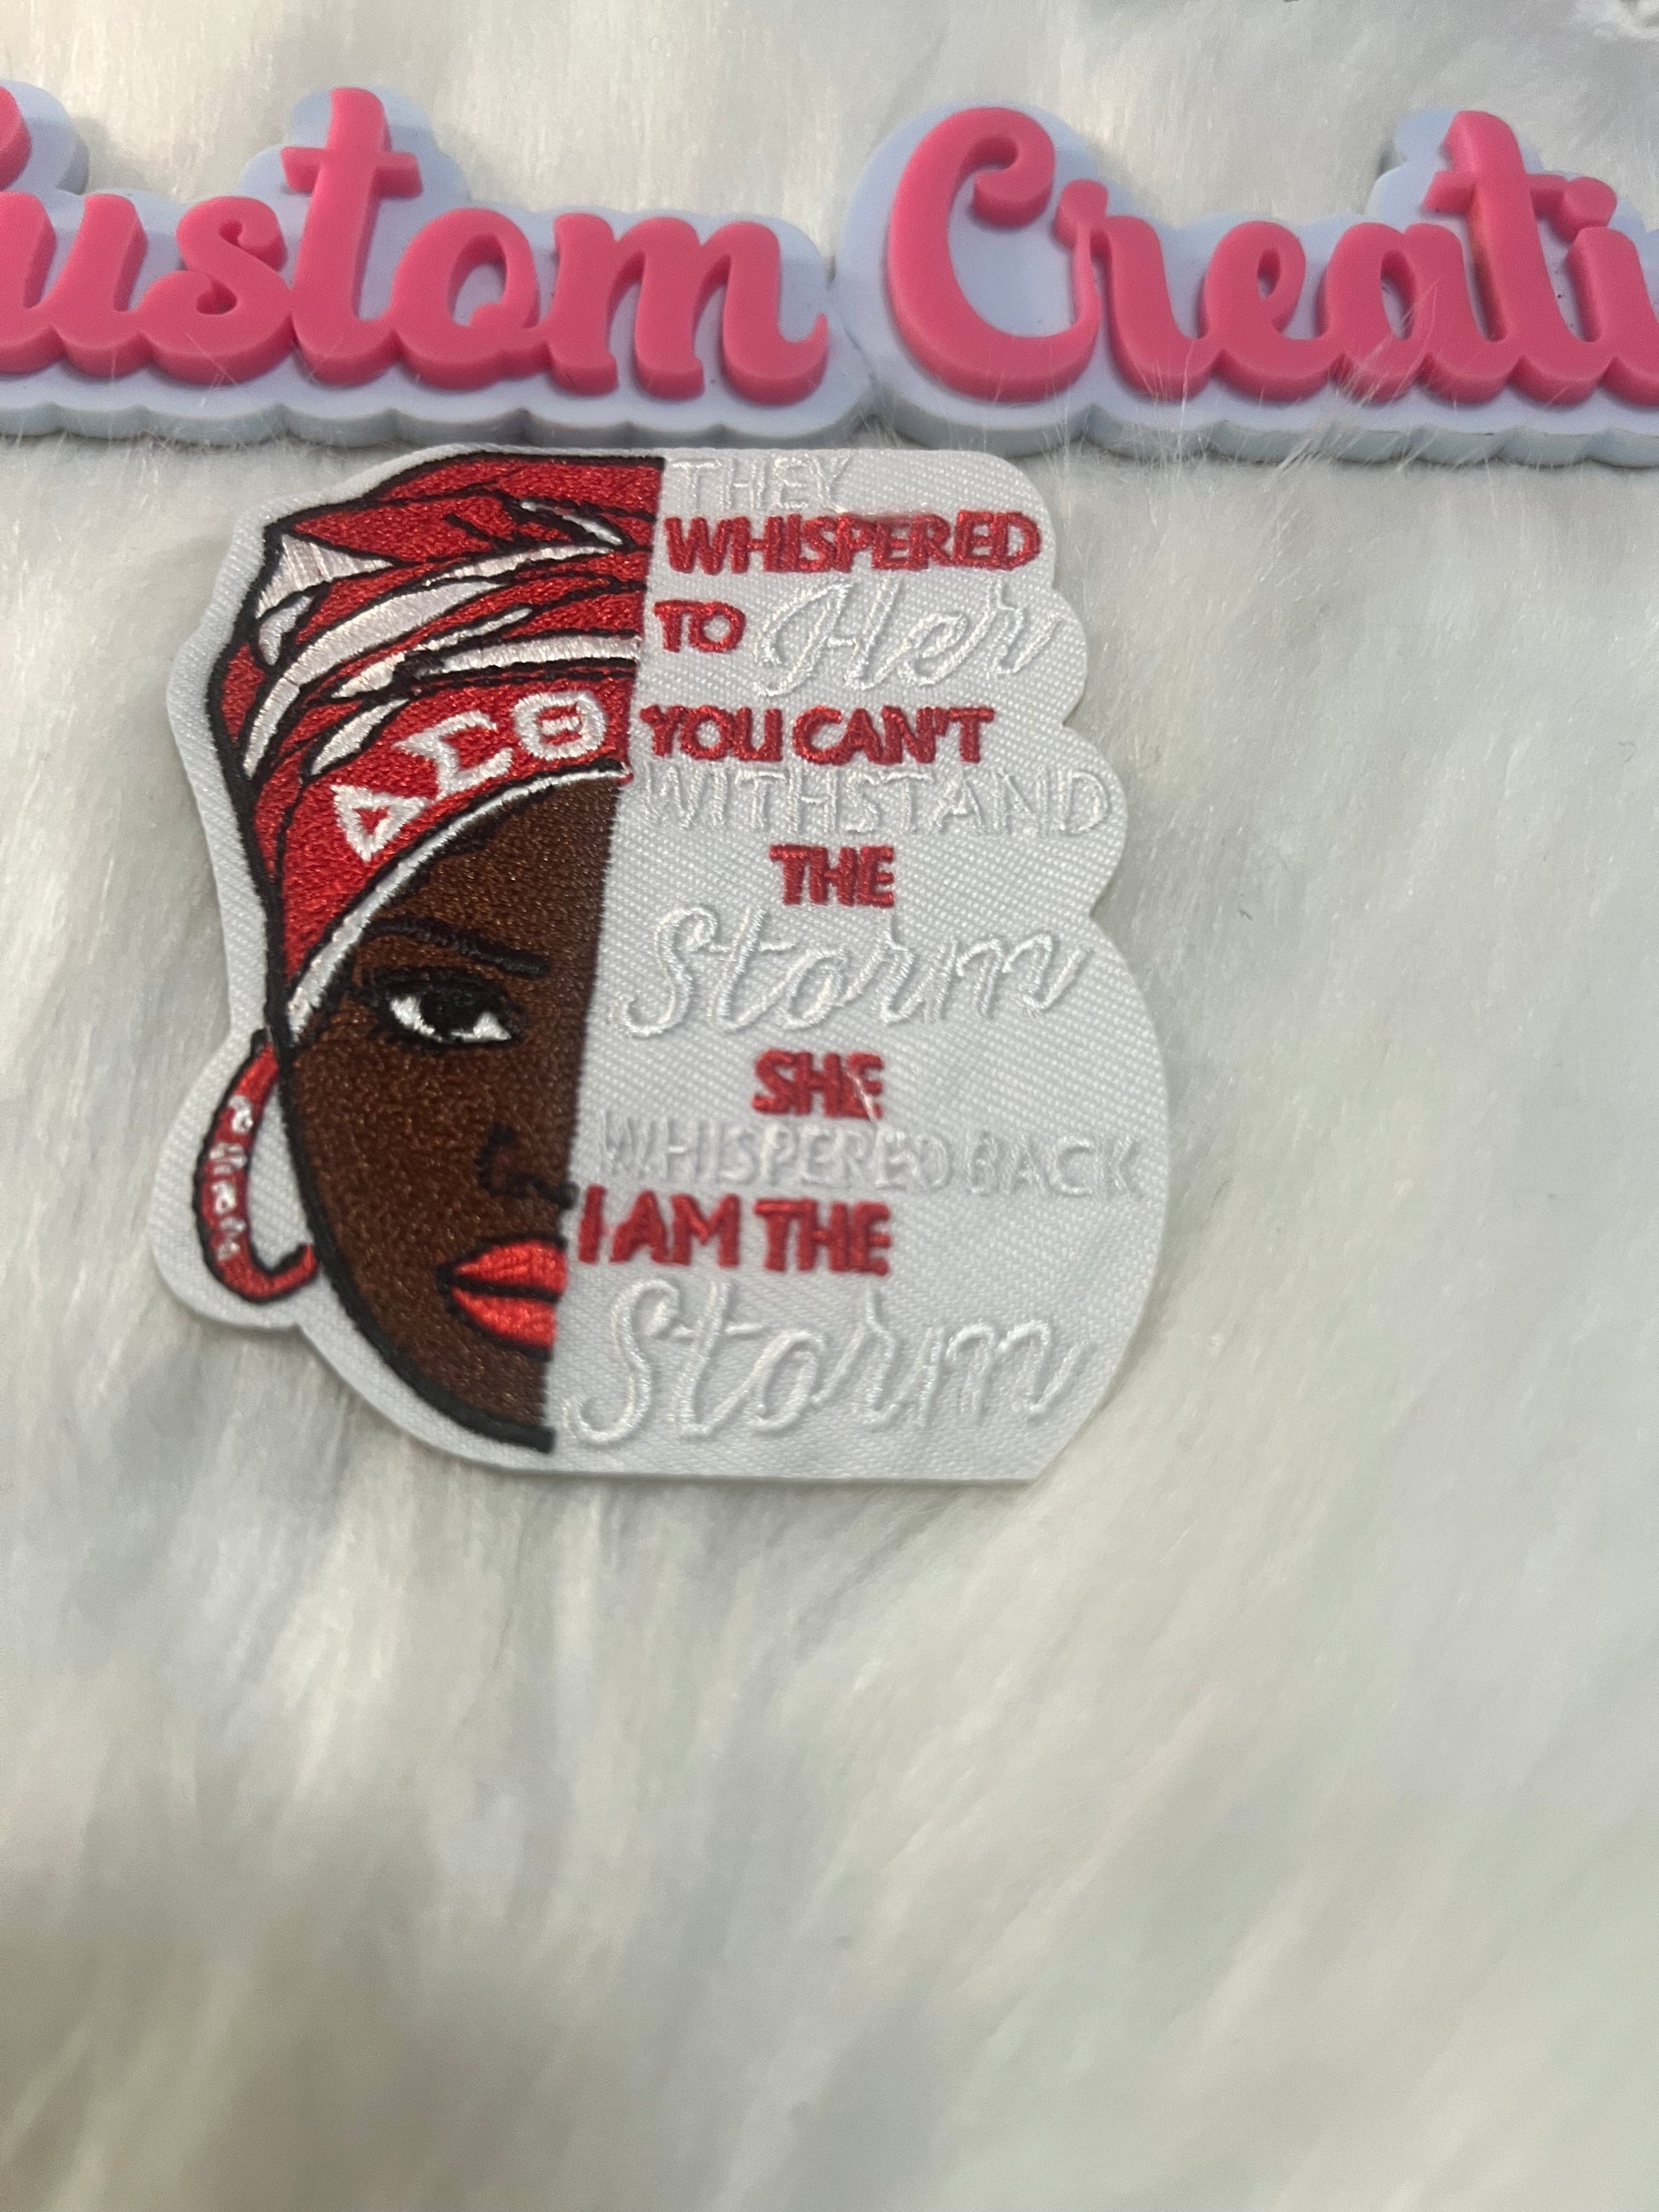 Custom Creati
THEY
WHISPERED
TO Her
YOU CAN'T
WITHSTAND
THE
Storm
SHE
WHISPERED BACK
I AM THE
Storm
ΔΣΘ